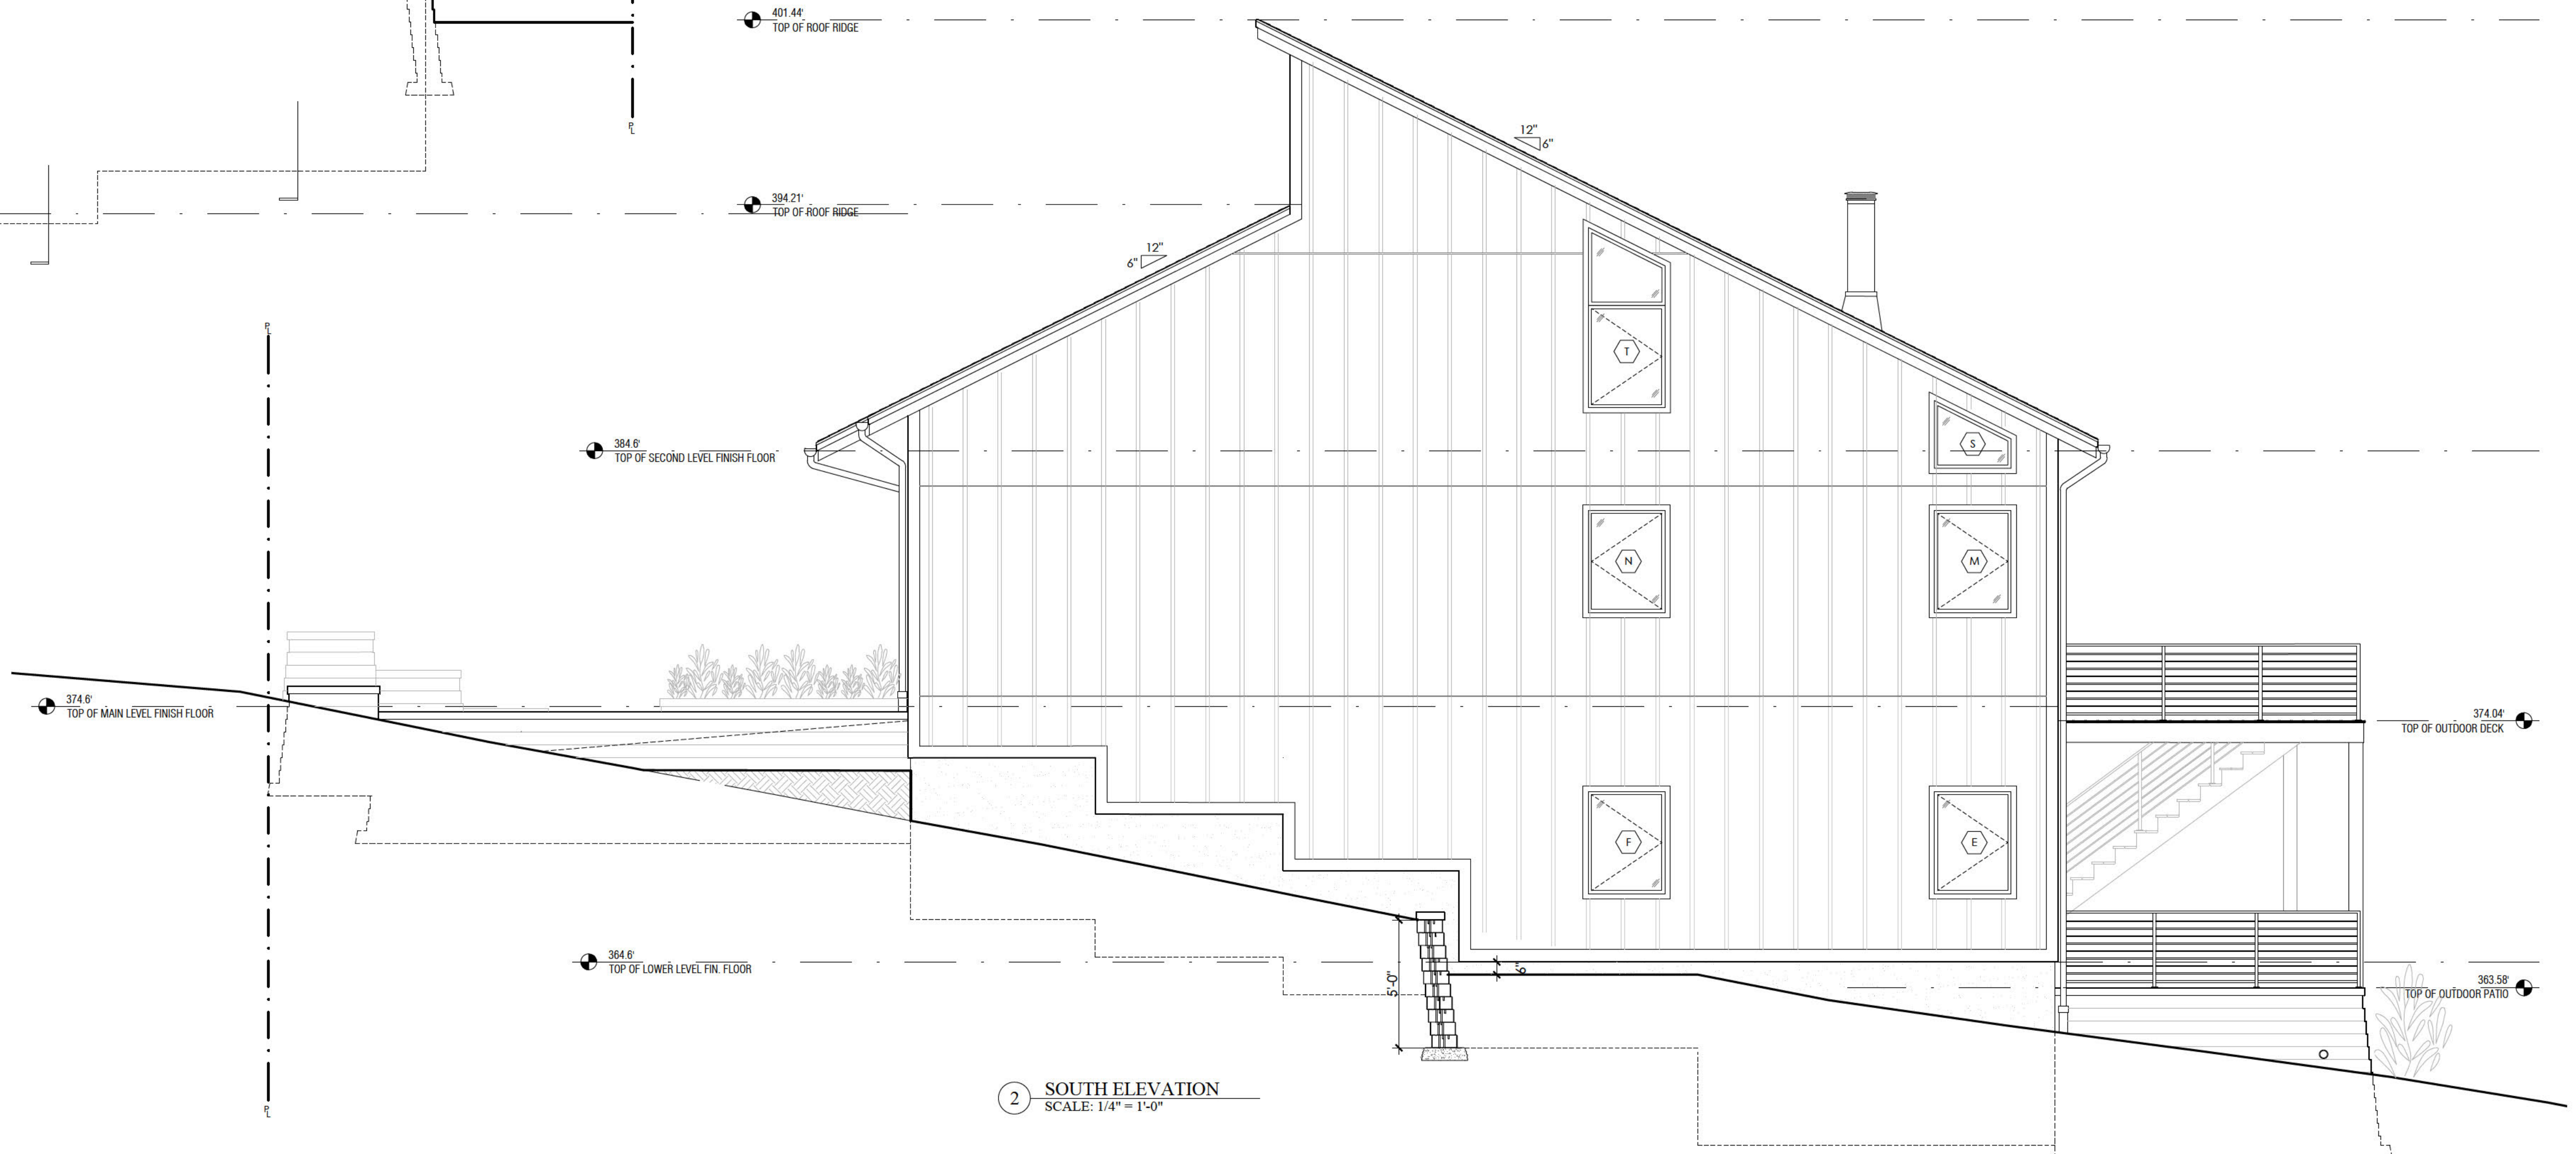 401.44'
TOP OF ROOF RIDGE
PL
12"
6"
394.21'
TOP OF ROOF RIDGE
12"
6"
PL
T
384.6'
TOP OF SECOND LEVEL FINISH FLOOR
S
N
M
374.6'
TOP OF MAIN LEVEL FINISH FLOOR
374.04'
TOP OF OUTDOOR DECK
F
E
364.6'
TOP OF LOWER LEVEL FIN. FLOOR
6"
5'-0"
363.58'
TOP OF OUTDOOR PATIO
2
SOUTH ELEVATION
SCALE: 1/4" = 1'-0"
PL